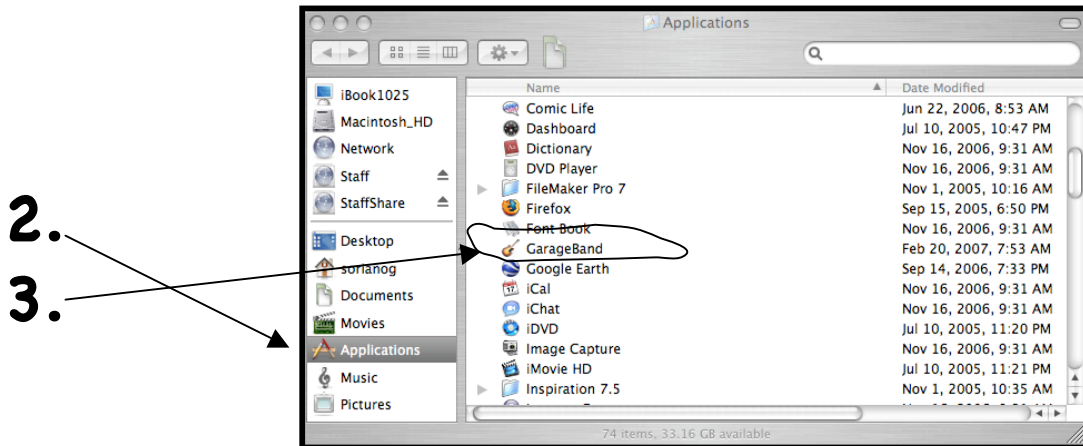 Applications
iBook1025
Macintosh_HD
Network
Staff
StaffShare
Desktop
sorianog
Documents
Movies
Applications
Music
Pictures
2.
3.
Name Date Modified
Comic Life Jun 22, 2006, 8:53 AM
Dashboard Jul 10, 2005, 10:47 PM
Dictionary Nov 16, 2006, 9:31 AM
DVD Player Nov 16, 2006, 9:31 AM
FileMaker Pro 7 Nov 1, 2005, 10:16 AM
Firefox Sep 15, 2005, 6:50 PM
Font Book Nov 16, 2006, 9:31 AM
GarageBand Feb 20, 2007, 7:53 AM
Google Earth Sep 14, 2006, 7:33 PM
iCal Nov 16, 2006, 9:31 AM
iChat Nov 16, 2006, 9:31 AM
iDVD Jul 10, 2005, 11:20 PM
Image Capture Nov 16, 2006, 9:31 AM
iMovie HD Jul 10, 2005, 11:21 PM
Inspiration 7.5 Nov 1, 2005, 10:35 AM
74 items, 33.16 GB available